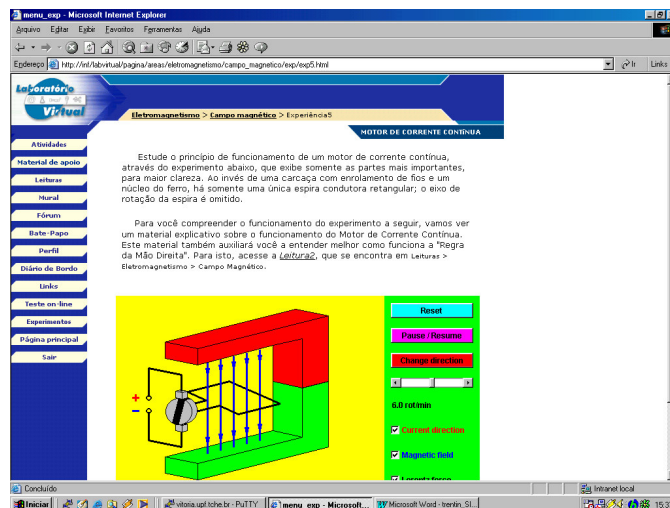 menu_exp - Microsoft Internet Explorer
Arquivo Editar Exibir Favoritos Ferramentas Ajuda
Endereço http://inf/labvirtual/pagina/areas/eletromagnetismo/campo_magnetico/exp/exp5.html Ir Links
Laboratório
Virtual
Eletromagnetismo > Campo magnético > Experiência5
MOTOR DE CORRENTE CONTÍNUA
Atividades
Material de apoio
Leituras
Mural
Fórum
Bate-Papo
Perfil
Diário de Bordo
Links
Teste on-line
Experimentos
Página principal
Sair
Estude o princípio de funcionamento de um motor de corrente contínua,
através do experimento abaixo, que exibe somente as partes mais importantes,
para maior clareza. Ao invés de uma carcaça com enrolamento de fios e um
núcleo do ferro, há somente uma única espira condutora retangular; o eixo de
rotação da espira é omitido.
Para você compreender o funcionamento do experimento a seguir, vamos ver
um material explicativo sobre o funcionamento do Motor de Corrente Contínua.
Este material também auxiliará você a entender melhor como funciona a "Regra
da Mão Direita". Para isto, acesse a Leitura2, que se encontra em Leituras >
Eletromagnetismo > Campo Magnético.
+
-
Reset
Pause / Resume
Change direction
6.0 rot/min
Current direction
Magnetic field
Lorentz force
Concluído
Intranet local
Iniciar
vitoria.upf.tche.br - PuTTY
menu_exp - Microsoft...
Microsoft Word - trentin_SI...